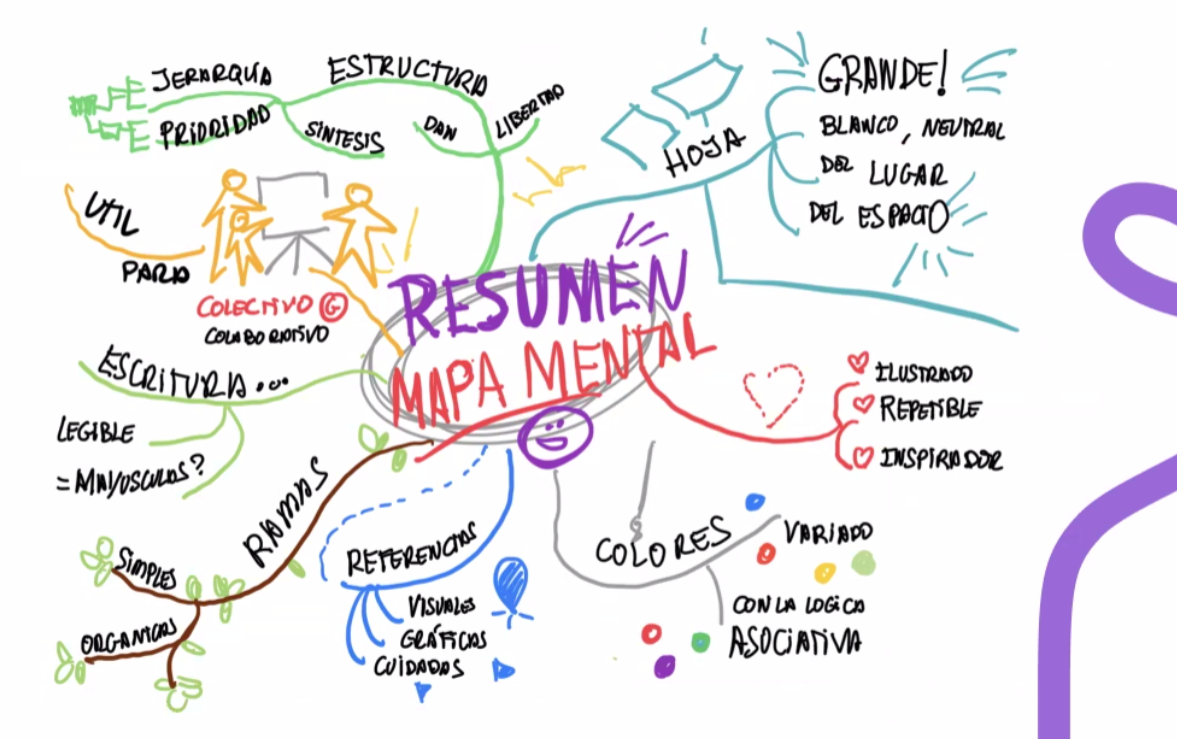 JERARQUÍA
PRIORIDAD
ESTRUCTURA
SINTESIS
DAN
LIBERTAD
HOJA
GRANDE!
BLANCO, NEUTRAL
DEL LUGAR
DEL ESPACIO
UTIL
PARA
COLECTIVO G
COLABORATIVO
RESUMEN
MAPA MENTAL
ESCRITURA...
LEGIBLE
= MAYUSCULAS?
ILUSTRADO
REPETIBLE
INSPIRADOR
RAMAS
SIMPLES
ORGANICAS
REFERENCIAS
VISUALES
GRÁFICAS
CUIDADAS
COLORES
VARIADO
CON LA LOGICA
ASOCIATIVA